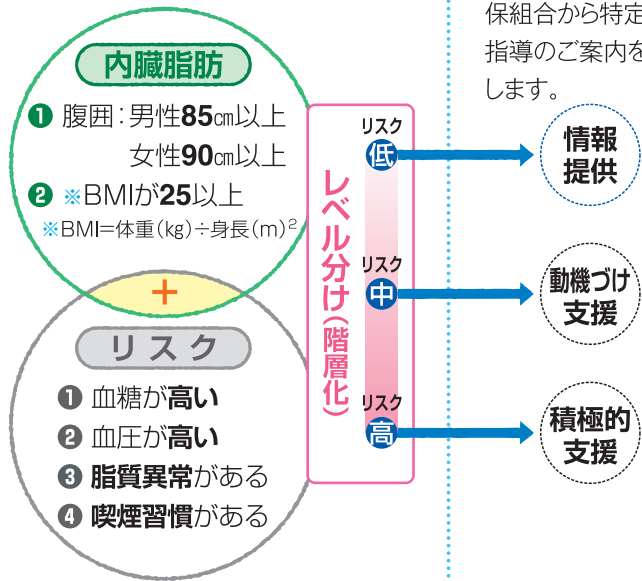 内臓脂肪
❶ 腹囲：男性85㎝以上
女性90㎝以上
❷ ※BMIが25以上
※BMI=体重(kg)÷身長(m)²
+
リスク
❶ 血糖が高い
❷ 血圧が高い
❸ 脂質異常がある
❹ 喫煙習慣がある
レベル分け(階層化)
リスク
低
リスク
中
リスク
高
保組合から特定
指導のご案内を
します。
情報
提供
動機づけ
支援
積極的
支援